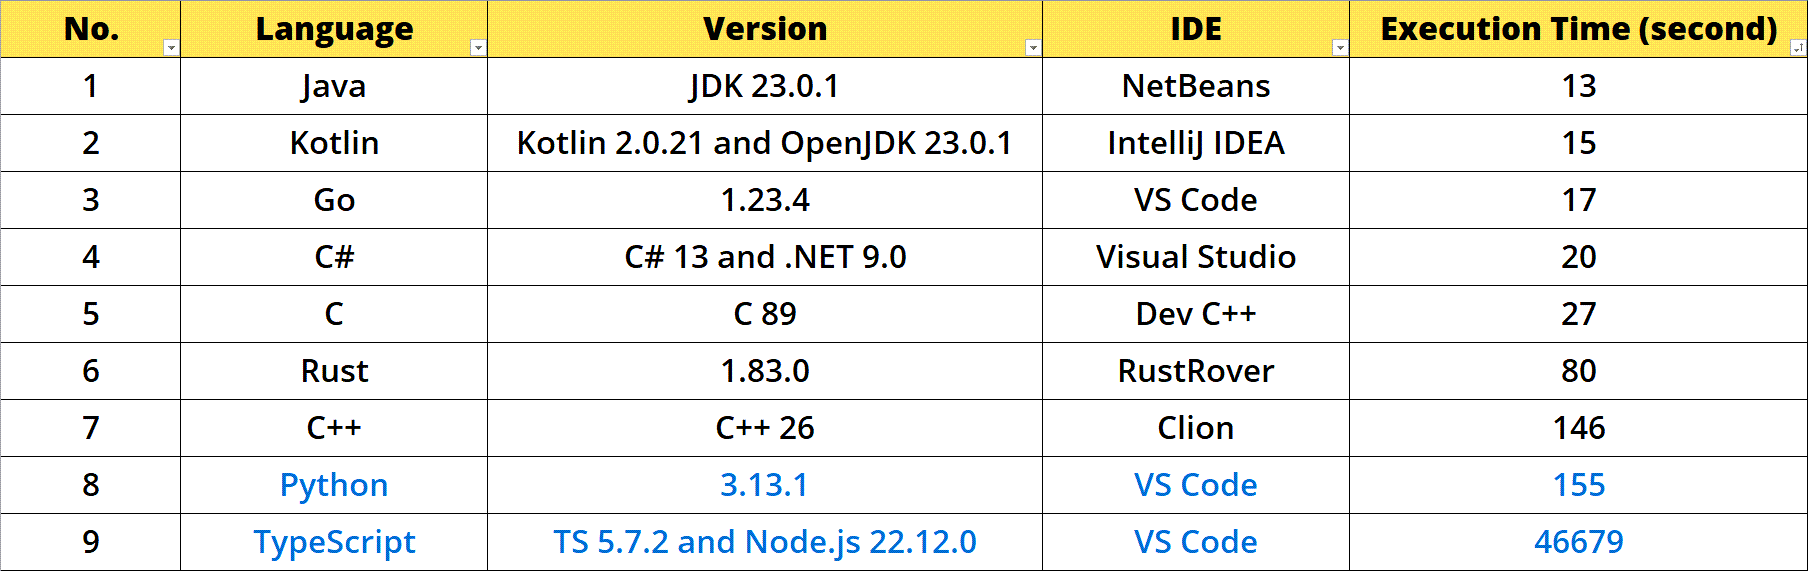 No. Language Version IDE Execution Time (second)
1 Java JDK 23.0.1 NetBeans 13
2 Kotlin Kotlin 2.0.21 and OpenJDK 23.0.1 IntelliJ IDEA 15
3 Go 1.23.4 VS Code 17
4 C# C# 13 and .NET 9.0 Visual Studio 20
5 C C 89 Dev C++ 27
6 Rust 1.83.0 RustRover 80
7 C++ C++ 26 Clion 146
8 Python 3.13.1 VS Code 155
9 TypeScript TS 5.7.2 and Node.js 22.12.0 VS Code 46679